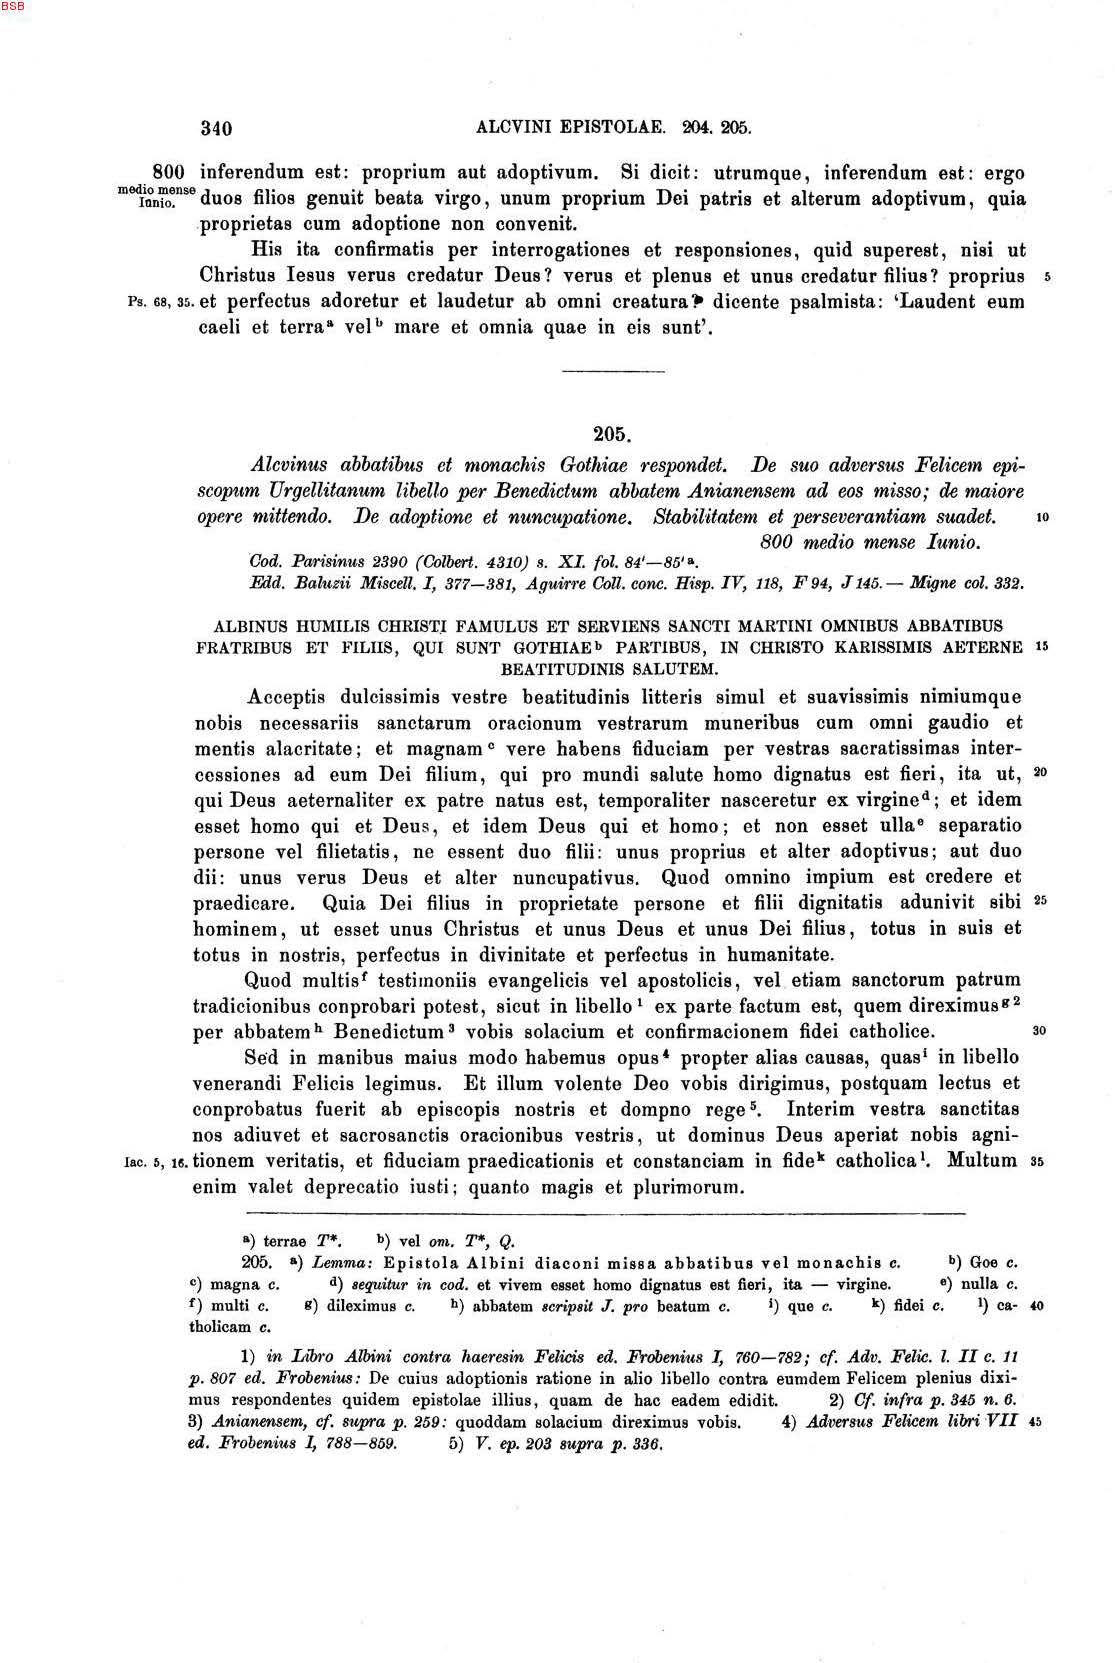 BSB
340 ALCVINI EPISTOLAE. 204. 205.
800 inferendum est: proprium aut adoptivum. Si dicit: utrumque, inferendum est: ergo
medio mense Iunio. duos filios genuit beata virgo, unum proprium Dei patris et alterum adoptivum, quia
proprietas cum adoptione non convenit.
His ita confirmatis per interrogationes et responsiones, quid superest, nisi ut
Christus Iesus verus credatur Deus? verus et plenus et unus credatur filius? proprius 5
Ps. 68, 35. et perfectus adoretur et laudetur ab omni creatura? dicente psalmista: ‘Laudent eum
caeli et terraᵃ velᵇ mare et omnia quae in eis sunt’.
205.
Alcvinus abbatibus et monachis Gothiae respondet. De suo adversus Felicem epi-
scopum Urgellitanum libello per Benedictum abbatem Anianensem ad eos misso; de maiore
opere mittendo. De adoptione et nuncupatione. Stabilitatem et perseverantiam suadet. 10
800 medio mense Iunio.
Cod. Parisinus 2390 (Colbert. 4310) s. XI. fol. 84'—85'ᵃ.
Edd. Baluzii Miscell. I, 377—381, Aguirre Coll. conc. Hisp. IV, 118, F 94, J 145. — Migne col. 332.
ALBINUS HUMILIS CHRISTI FAMULUS ET SERVIENS SANCTI MARTINI OMNIBUS ABBATIBUS
FRATRIBUS ET FILIIS, QUI SUNT GOTHIAEᵇ PARTIBUS, IN CHRISTO KARISSIMIS AETERNE 15
BEATITUDINIS SALUTEM.
Acceptis dulcissimis vestre beatitudinis litteris simul et suavissimis nimiumque
nobis necessariis sanctarum oracionum vestrarum muneribus cum omni gaudio et
mentis alacritate; et magnamᶜ vere habens fiduciam per vestras sacratissimas inter-
cessiones ad eum Dei filium, qui pro mundi salute homo dignatus est fieri, ita ut, 20
qui Deus aeternaliter ex patre natus est, temporaliter nasceretur ex virgineᵈ; et idem
esset homo qui et Deus, et idem Deus qui et homo; et non esset ullaᵉ separatio
persone vel filietatis, ne essent duo filii: unus proprius et alter adoptivus; aut duo
dii: unus verus Deus et alter nuncupativus. Quod omnino impium est credere et
praedicare. Quia Dei filius in proprietate persone et filii dignitatis adunivit sibi 25
hominem, ut esset unus Christus et unus Deus et unus Dei filius, totus in suis et
totus in nostris, perfectus in divinitate et perfectus in humanitate.
Quod multisᶠ testimoniis evangelicis vel apostolicis, vel etiam sanctorum patrum
tradicionibus conprobari potest, sicut in libello¹ ex parte factum est, quem direximusᵍ²
per abbatemʰ Benedictum³ vobis solacium et confirmacionem fidei catholice. 30
Sed in manibus maius modo habemus opus⁴ propter alias causas, quasⁱ in libello
venerandi Felicis legimus. Et illum volente Deo vobis dirigimus, postquam lectus et
conprobatus fuerit ab episcopis nostris et dompno rege⁵. Interim vestra sanctitas
nos adiuvet et sacrosanctis oracionibus vestris, ut dominus Deus aperiat nobis agni-
Iac. 5, 16. tionem veritatis, et fiduciam praedicationis et constanciam in fideᵏ catholicaˡ. Multum 35
enim valet deprecatio iusti; quanto magis et plurimorum.
ᵃ) terrae T*. ᵇ) vel om. T*, Q.
205. ᵃ) Lemma: Epistola Albini diaconi missa abbatibus vel monachis c. ᵇ) Goe c.
ᶜ) magna c. ᵈ) sequitur in cod. et vivem esset homo dignatus est fieri, ita — virgine. ᵉ) nulla c.
ᶠ) multi c. ᵍ) dileximus c. ʰ) abbatem scripsit J. pro beatum c. ⁱ) que c. ᵏ) fidei c. ˡ) ca- 40
tholicam c.
1) in Libro Albini contra haeresin Felicis ed. Frobenius I, 760—782; cf. Adv. Felic. l. II c. 11
p. 807 ed. Frobenius: De cuius adoptionis ratione in alio libello contra eumdem Felicem plenius dixi-
mus respondentes quidem epistolae illius, quam de hac eadem edidit. 2) Cf. infra p. 345 n. 6.
3) Anianensem, cf. supra p. 259: quoddam solacium direximus vobis. 4) Adversus Felicem libri VII 45
ed. Frobenius I, 788—859. 5) V. ep. 203 supra p. 336.